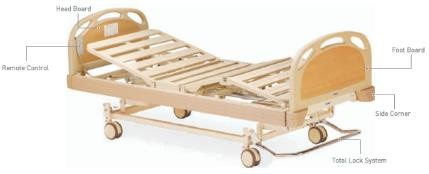 Head Board
Remote Control
Foot Board
Side Corner
Total Lock System